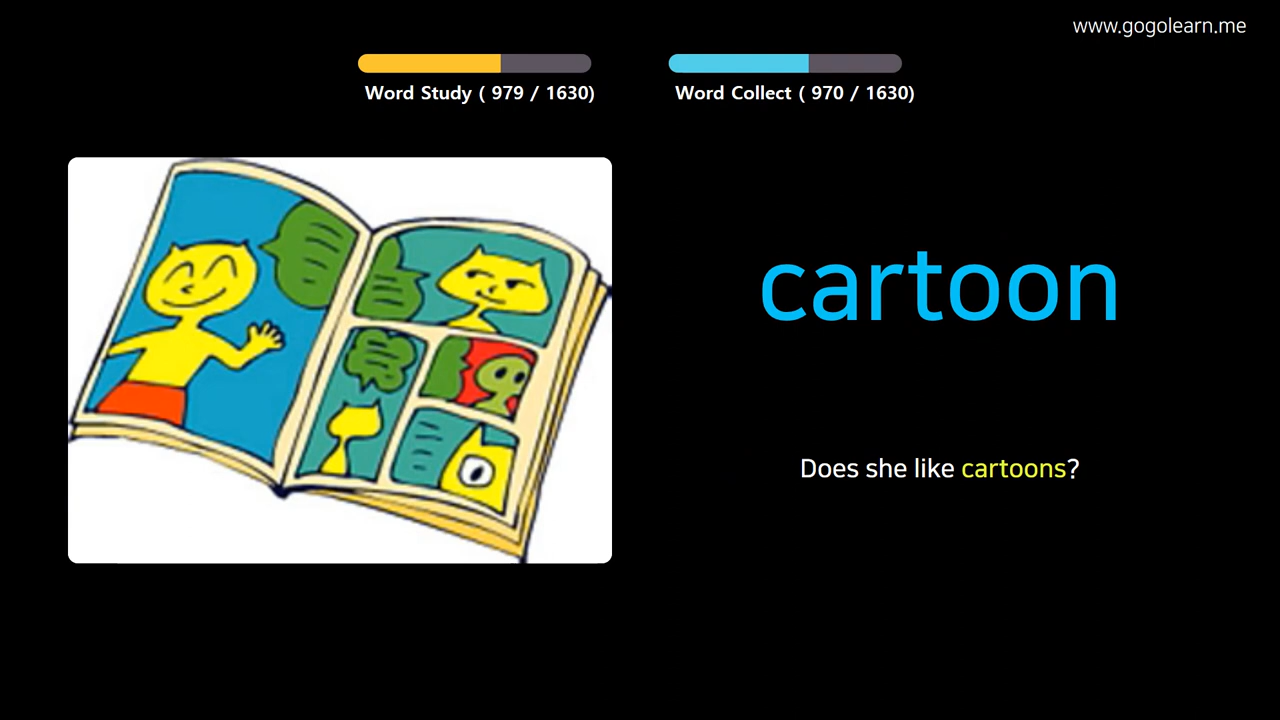 www.gogolearn.me
Word Study ( 979 / 1630)
Word Collect ( 970 / 1630)
cartoon
Does she like cartoons?